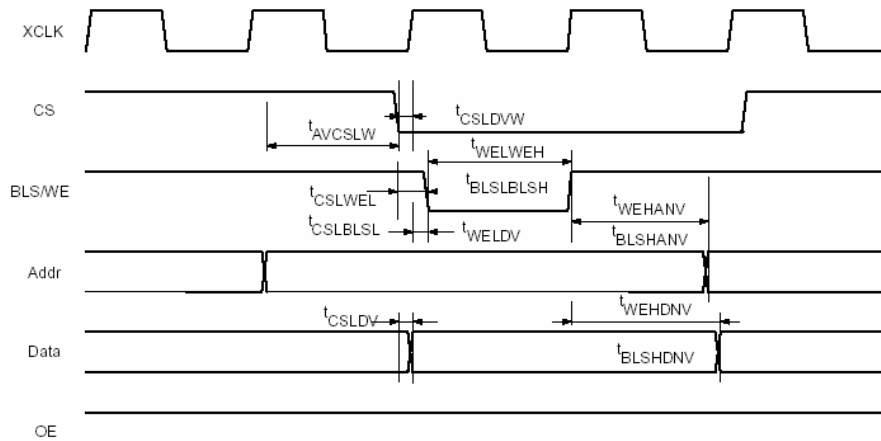 XCLK
CS
tCSLDVW
tAVCSLW
tWELWEH
BLS/WE
tCSLWEL
tBLSLBLSH
tWEHANV
tCSLBLSL
tWELDV
tBLSHANV
Addr
tCSLDV
tWEHDNV
Data
tBLSHDNV
OE